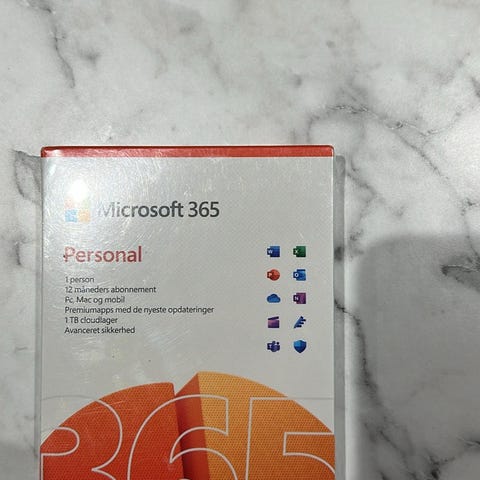 Microsoft 365
Personal
1 person
12 måneders abonnement
Pc, Mac og mobil
Premiumapps med de nyeste opdateringer
1 TB cloudlager
Avanceret sikkerhed
365